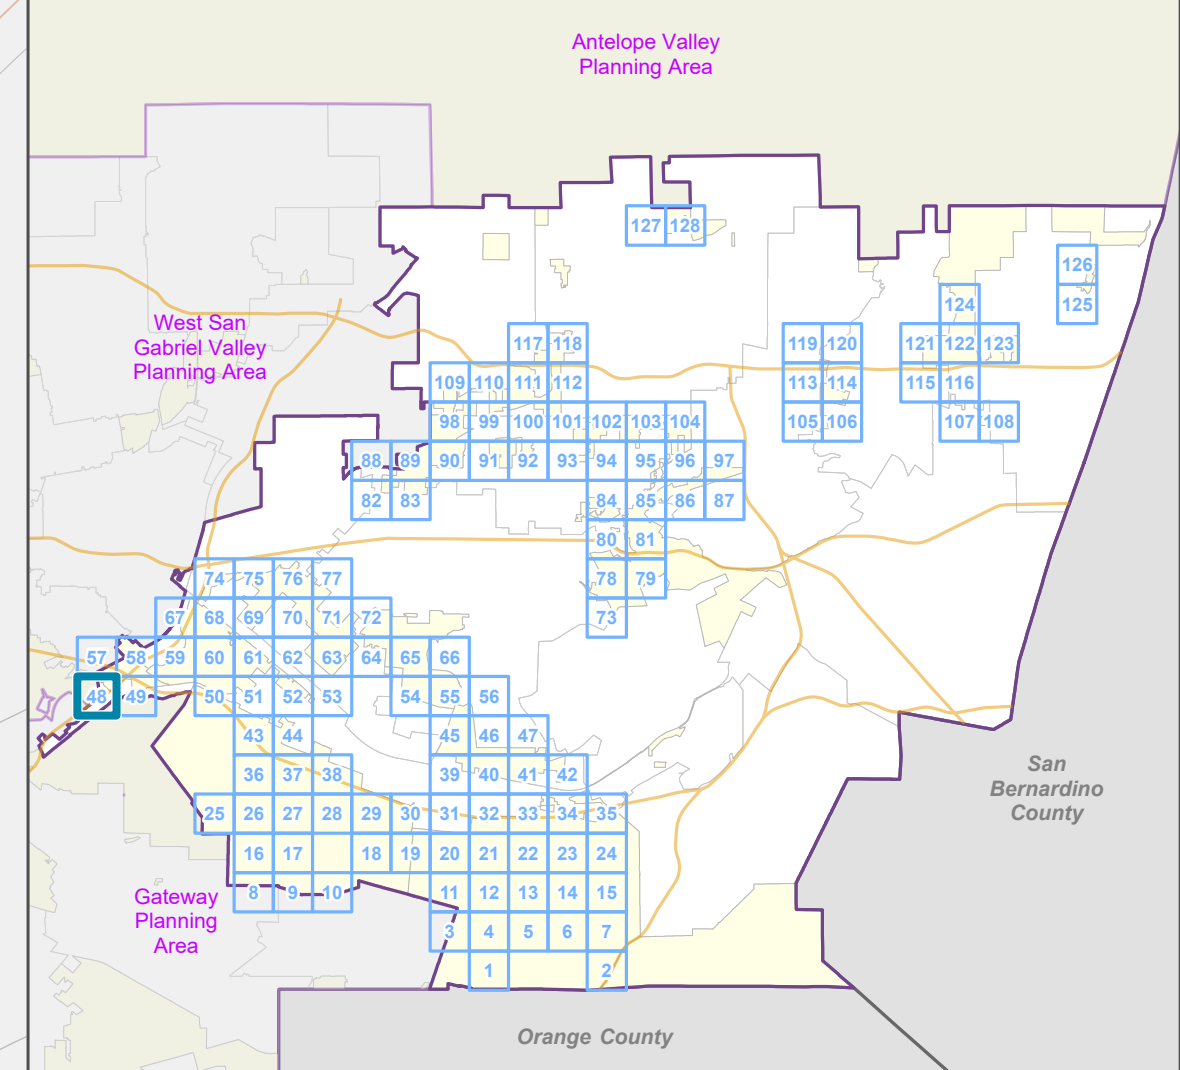 Antelope Valley
Planning Area
127 128
126
124 125
West San
Gabriel Valley
Planning Area
117 118 119 120 121 122 123
109 110 111 112 113 114 115 116
98 99 100 101 102 103 104 105 106 107 108
88 89 90 91 92 93 94 95 96 97
82 83 84 85 86 87
80 81
74 75 76 77 78 79
67 68 69 70 71 72 73
57 58 59 60 61 62 63 64 65 66
48 49 50 51 52 53 54 55 56
43 44 45 46 47
36 37 38 39 40 41 42
San
Bernardino
County
25 26 27 28 29 30 31 32 33 34 35
16 17 18 19 20 21 22 23 24
8 9 10 11 12 13 14 15
Gateway
Planning
Area
3 4 5 6 7
1 2
Orange County